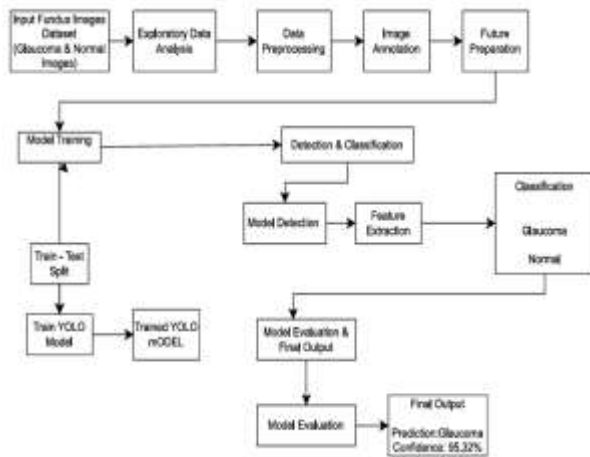 Input Fundus Images
Dataset
(Glaucoma & Normal
Images)
Exploratory Data
Analysis
Data
Preprocessing
Image
Annotation
Future
Preparation
Model Training
Detection & Classification
Model Detection
Feature
Extraction
Classification
Glaucoma
Normal
Train - Test
Split
Train YOLO
Model
Trained YOLO
mODEL
Model Evaluation &
Final Output
Model Evaluation
Final Output
Prediction:Glaucoma
Confidence: 95.32%